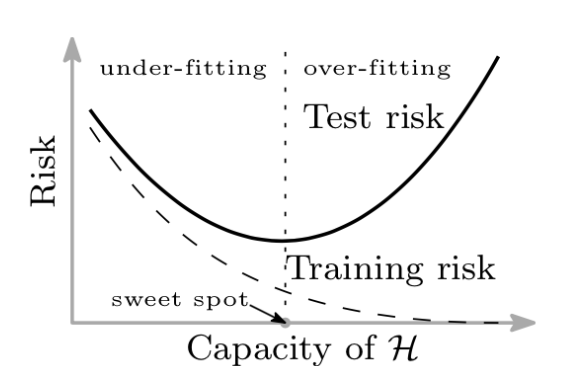 under-fitting
over-fitting
Test risk
Risk
Training risk
sweet spot
Capacity of ℋ